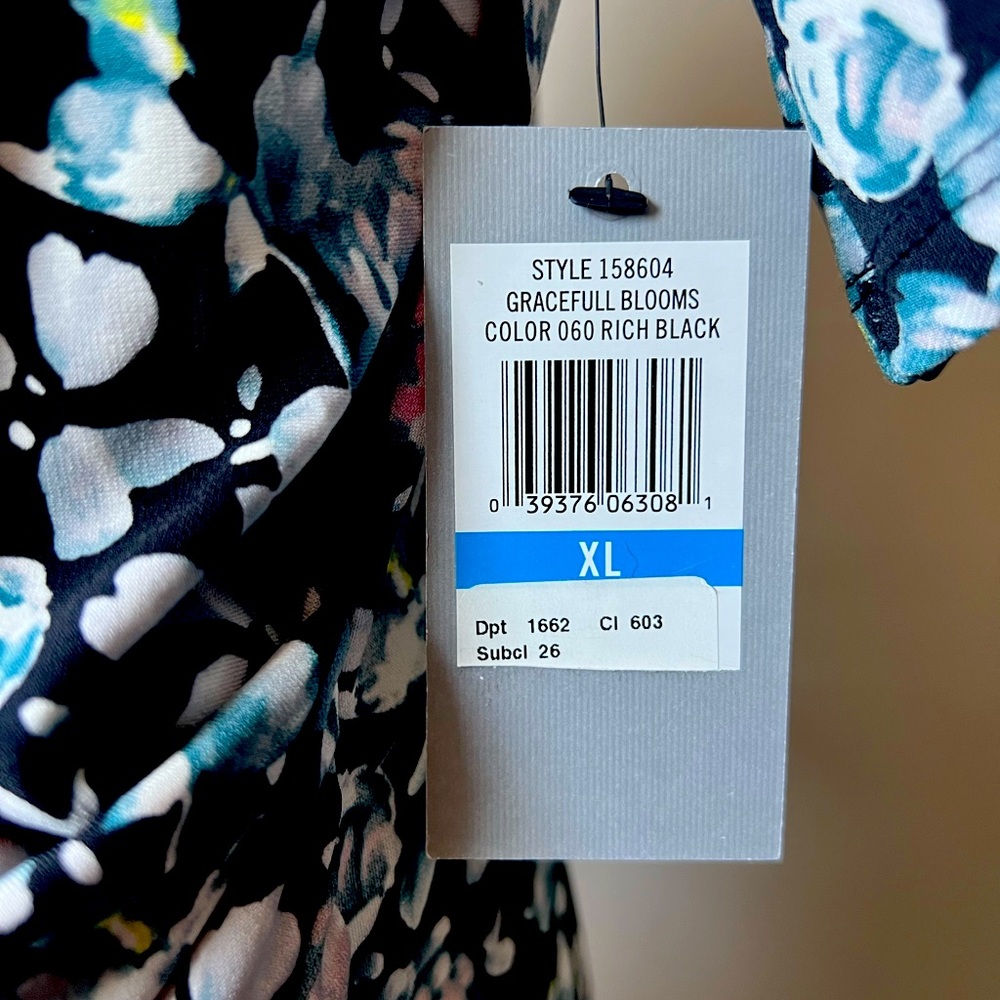 STYLE 158604
GRACEFULL BLOOMS
COLOR 060 RICH BLACK
0 39376 06308 1
XL
Dpt 1662 Cl 603
Subcl 26